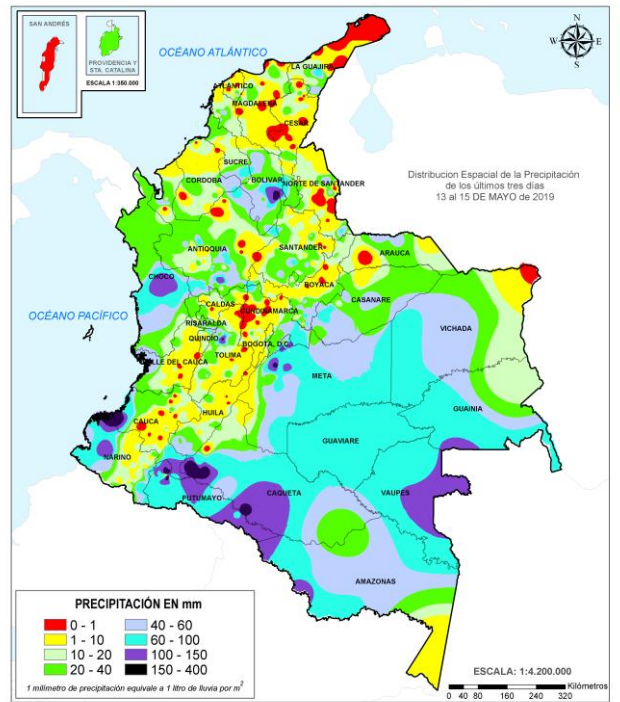 SAN ANDRÉS
PROVIDENCIA Y
STA. CATALINA
ESCALA 1:350.000
OCÉANO ATLÁNTICO
N
W
E
S
LA GUAJIRA
ATLÁNTICO
MAGDALENA
CESAR
SUCRE
CORDOBA
BOLIVAR
NORTE DE SANTANDER
Distribucion Espacial de la Precipitación
de los últimos tres días
13 al 15 DE MAYO de 2019
ANTIOQUIA
SANTANDER
ARAUCA
CHOCO
BOYACA
CASANARE
CALDAS
CUNDINAMARCA
OCÉANO PACÍFICO
RISARALDA
VICHADA
QUINDIO
BOGOTA, D.C.
TOLIMA
VALLE DEL CAUCA
META
GUAINIA
HUILA
CAUCA
GUAVIARE
NARIÑO
CAQUETA
VAUPES
PUTUMAYO
AMAZONAS
PRECIPITACIÓN EN mm
0 - 1
40 - 60
1 - 10
60 - 100
10 - 20
100 - 150
20 - 40
150 - 400
1 milimetro de precipitación equivale a 1 litro de lluvia por m²
ESCALA: 1:4.200.000
Kilómetros
0 40 80 160 240 320